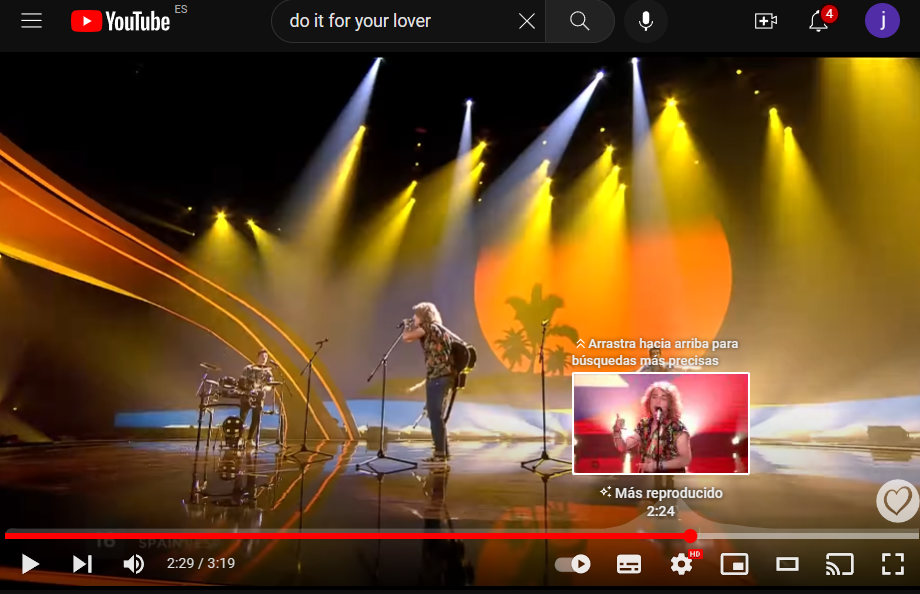 YouTube
ES
do it for your lover
4
j
Arrastra hacia arriba para
búsquedas más precisas
Más reproducido
2:24
SPAIN
2:29 / 3:19
HD